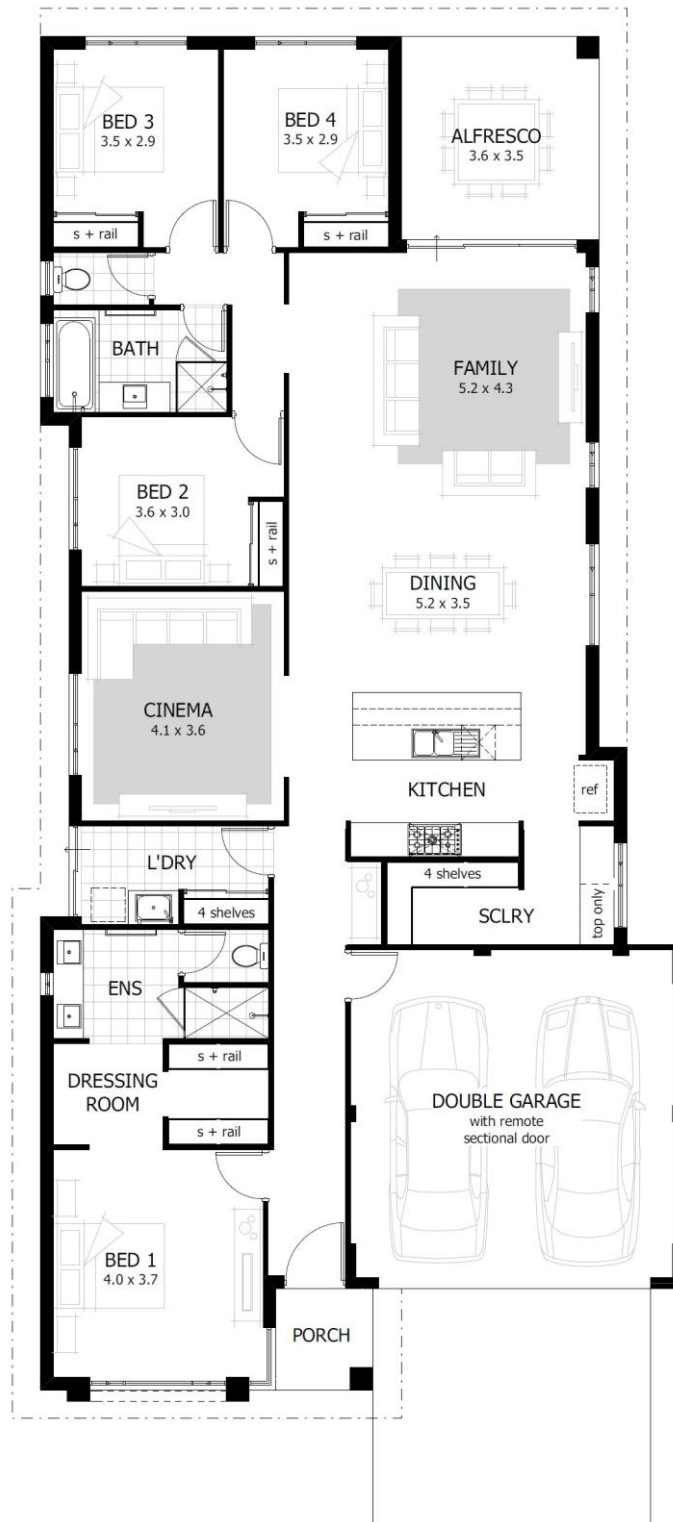 BED 3
3.5 x 2.9
BED 4
3.5 x 2.9
ALFRESCO
3.6 x 3.5
s + rail
s + rail
BATH
FAMILY
5.2 x 4.3
BED 2
3.6 x 3.0
s + rail
DINING
5.2 x 3.5
CINEMA
4.1 x 3.6
KITCHEN
ref
L'DRY
4 shelves
4 shelves
SCLRY
top only
ENS
s + rail
DRESSING
ROOM
s + rail
DOUBLE GARAGE
with remote
sectional door
BED 1
4.0 x 3.7
PORCH